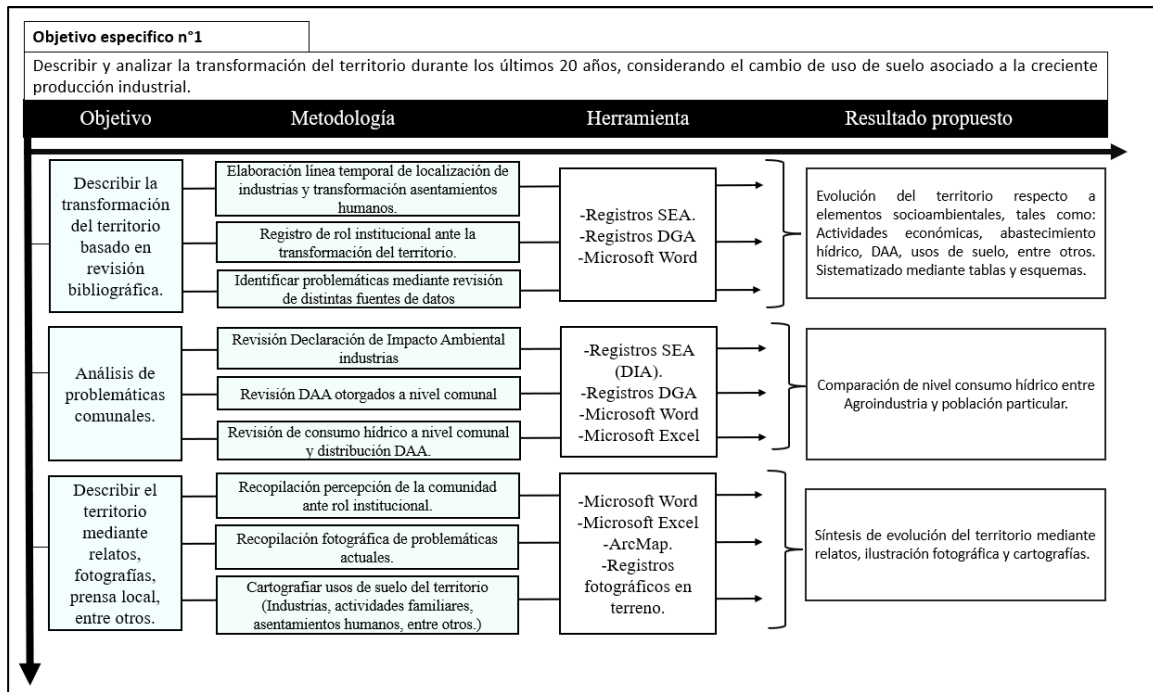 Objetivo especifico n°1
Describir y analizar la transformación del territorio durante los últimos 20 años, considerando el cambio de uso de suelo asociado a la creciente
producción industrial.
Objetivo
Metodología
Herramienta
Resultado propuesto
Describir la
transformación
del territorio
basado en
revisión
bibliográfica.
Elaboración línea temporal de localización de
industrias y transformación asentamientos
humanos.
Registro de rol institucional ante la
transformación del territorio.
Identificar problemáticas mediante revisión
de distintas fuentes de datos
-Registros SEA.
-Registros DGA
-Microsoft Word
Evolución del territorio respecto a
elementos socioambientales, tales como:
Actividades económicas, abastecimiento
hídrico, DAA, usos de suelo, entre otros.
Sistematizado mediante tablas y esquemas.
Análisis de
problemáticas
comunales.
Revisión Declaración de Impacto Ambiental
industrias
Revisión DAA otorgados a nivel comunal
Revisión de consumo hídrico a nivel comunal
y distribución DAA.
-Registros SEA
(DIA).
-Registros DGA
-Microsoft Word
-Microsoft Excel
Comparación de nivel consumo hídrico entre
Agroindustria y población particular.
Describir el
territorio
mediante
relatos,
fotografías,
prensa local,
entre otros.
Recopilación percepción de la comunidad
ante rol institucional.
Recopilación fotográfica de problemáticas
actuales.
Cartografiar usos de suelo del territorio
(Industrias, actividades familiares,
asentamientos humanos, entre otros.)
-Microsoft Word
-Microsoft Excel
-ArcMap.
-Registros
fotográficos en
terreno.
Síntesis de evolución del territorio mediante
relatos, ilustración fotográfica y cartografías.